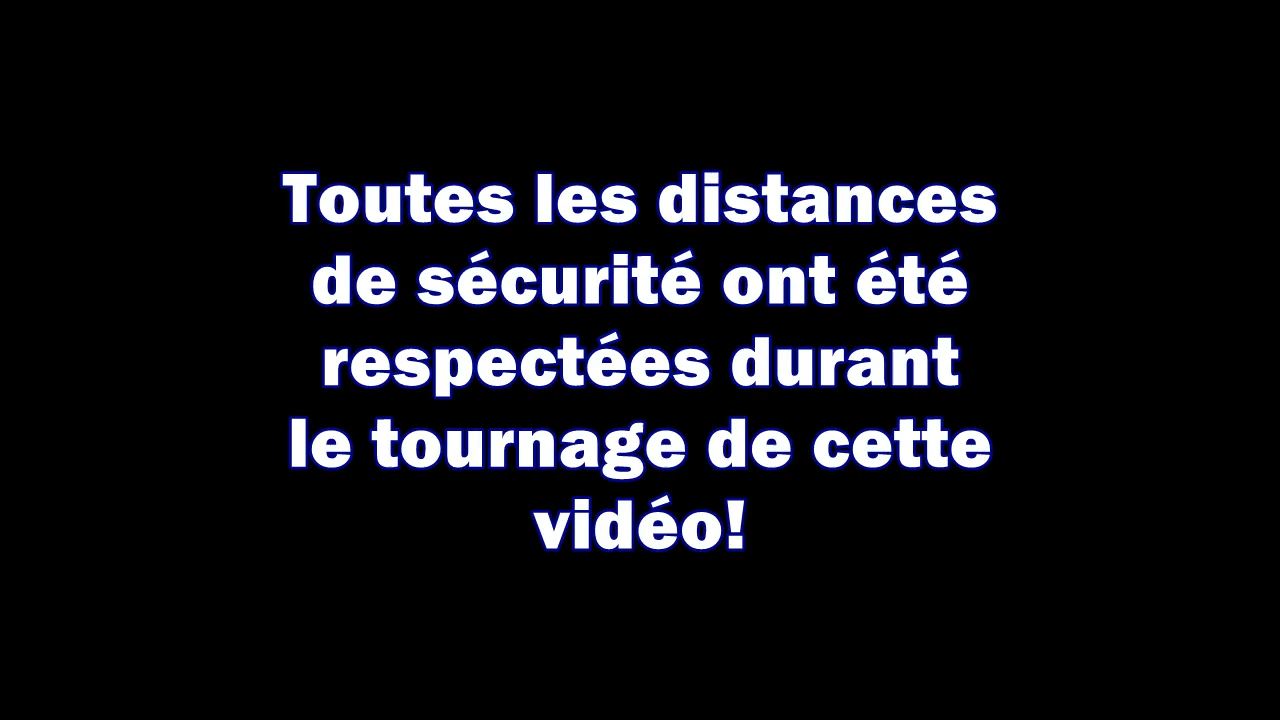 Toutes les distances
de sécurité ont été
respectées durant
le tournage de cette
vidéo!